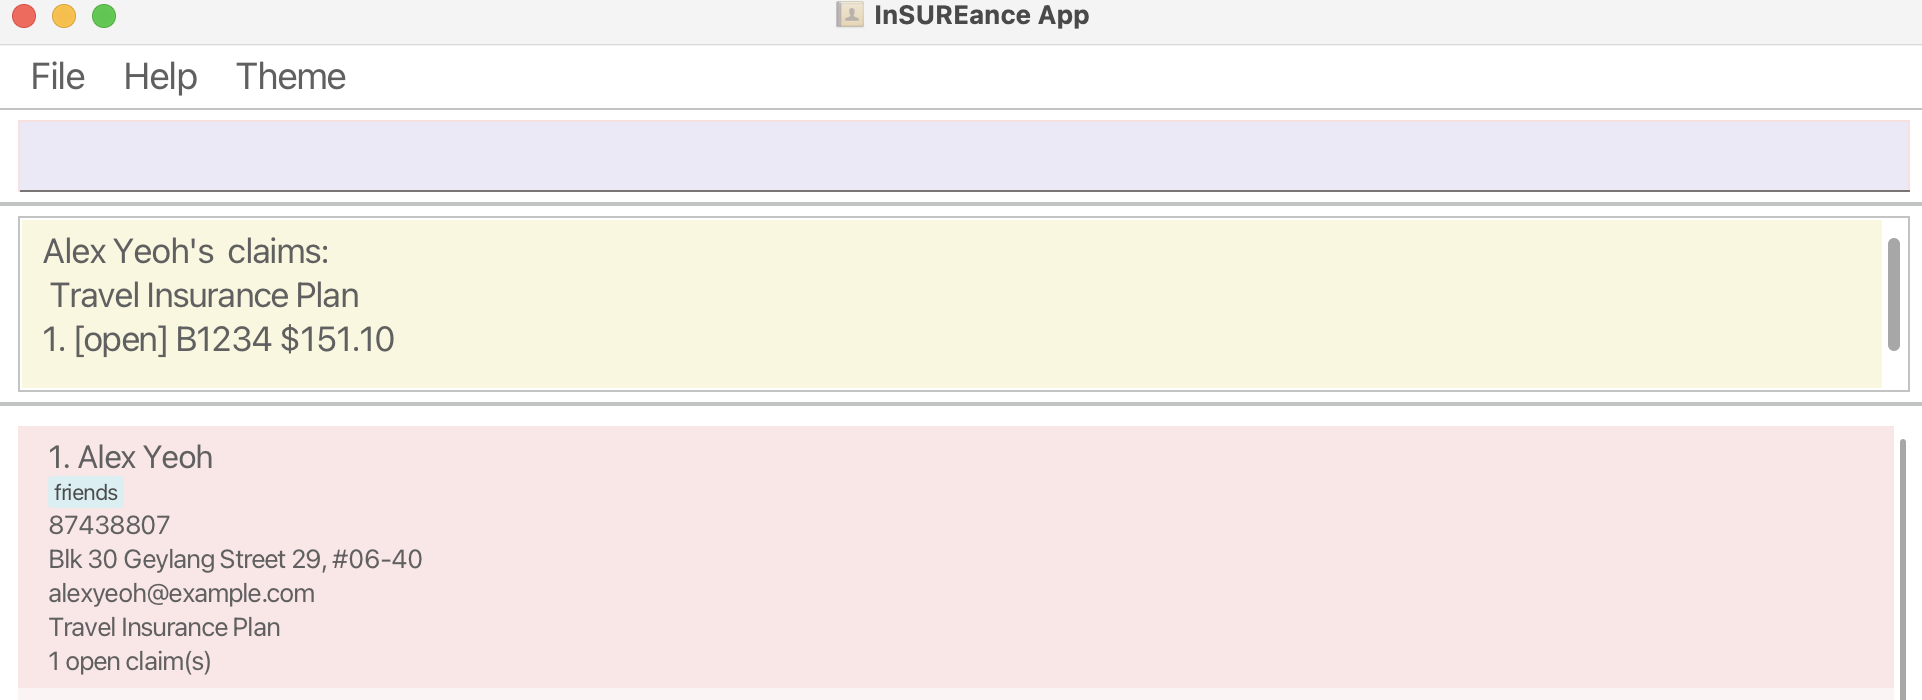 InSUREance App
File Help Theme
Alex Yeoh's  claims:
Travel Insurance Plan
1. [open] B1234 $151.10
1. Alex Yeoh
friends
87438807
Blk 30 Geylang Street 29, #06-40
alexyeoh@example.com
Travel Insurance Plan
1 open claim(s)